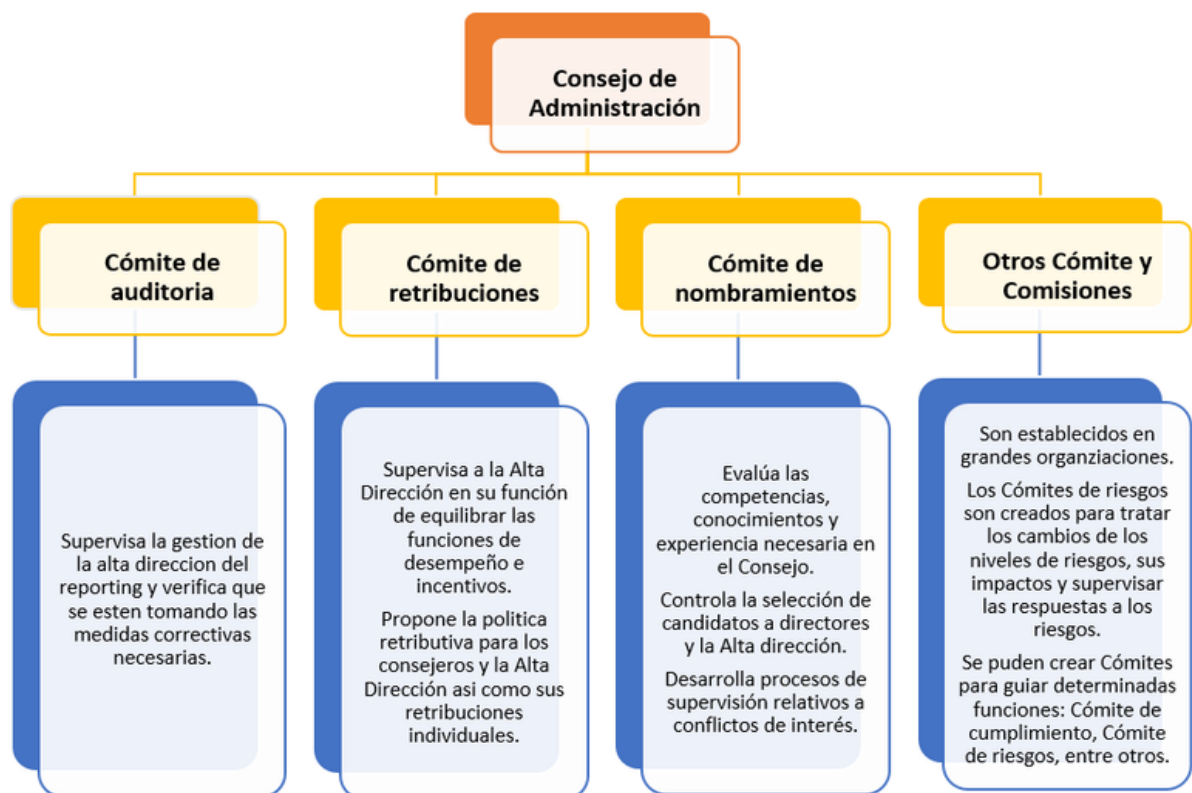 Consejo de
Administración
Cómite de
auditoria
Cómite de
retribuciones
Cómite de
nombramientos
Otros Cómite y
Comisiones
Supervisa la gestion de
la alta direccion del
reporting y verifica que
se esten tomando las
medidas correctivas
necesarias.
Supervisa a la Alta
Dirección en su función
de equilibrar las
funciones de
desempeño e
incentivos.
Propone la politica
retributiva para los
consejeros y la Alta
Dirección asi como sus
retribuciones
individuales.
Evalúa las
competencias,
conocimientos y
experiencia necesaria en
el Consejo.
Controla la selección de
candidatos a directores
y la Alta dirección.
Desarrolla procesos de
supervisión relativos a
conflictos de interés.
Son establecidos en
grandes organziaciones.
Los Cómites de riesgos
son creados para tratar
los cambios de los
niveles de riesgos, sus
impactos y supervisar
las respuestas a los
riesgos.
Se puden crear Cómites
para guiar determinadas
funciones: Cómite de
cumplimiento, Cómite
de riesgos, entre otros.